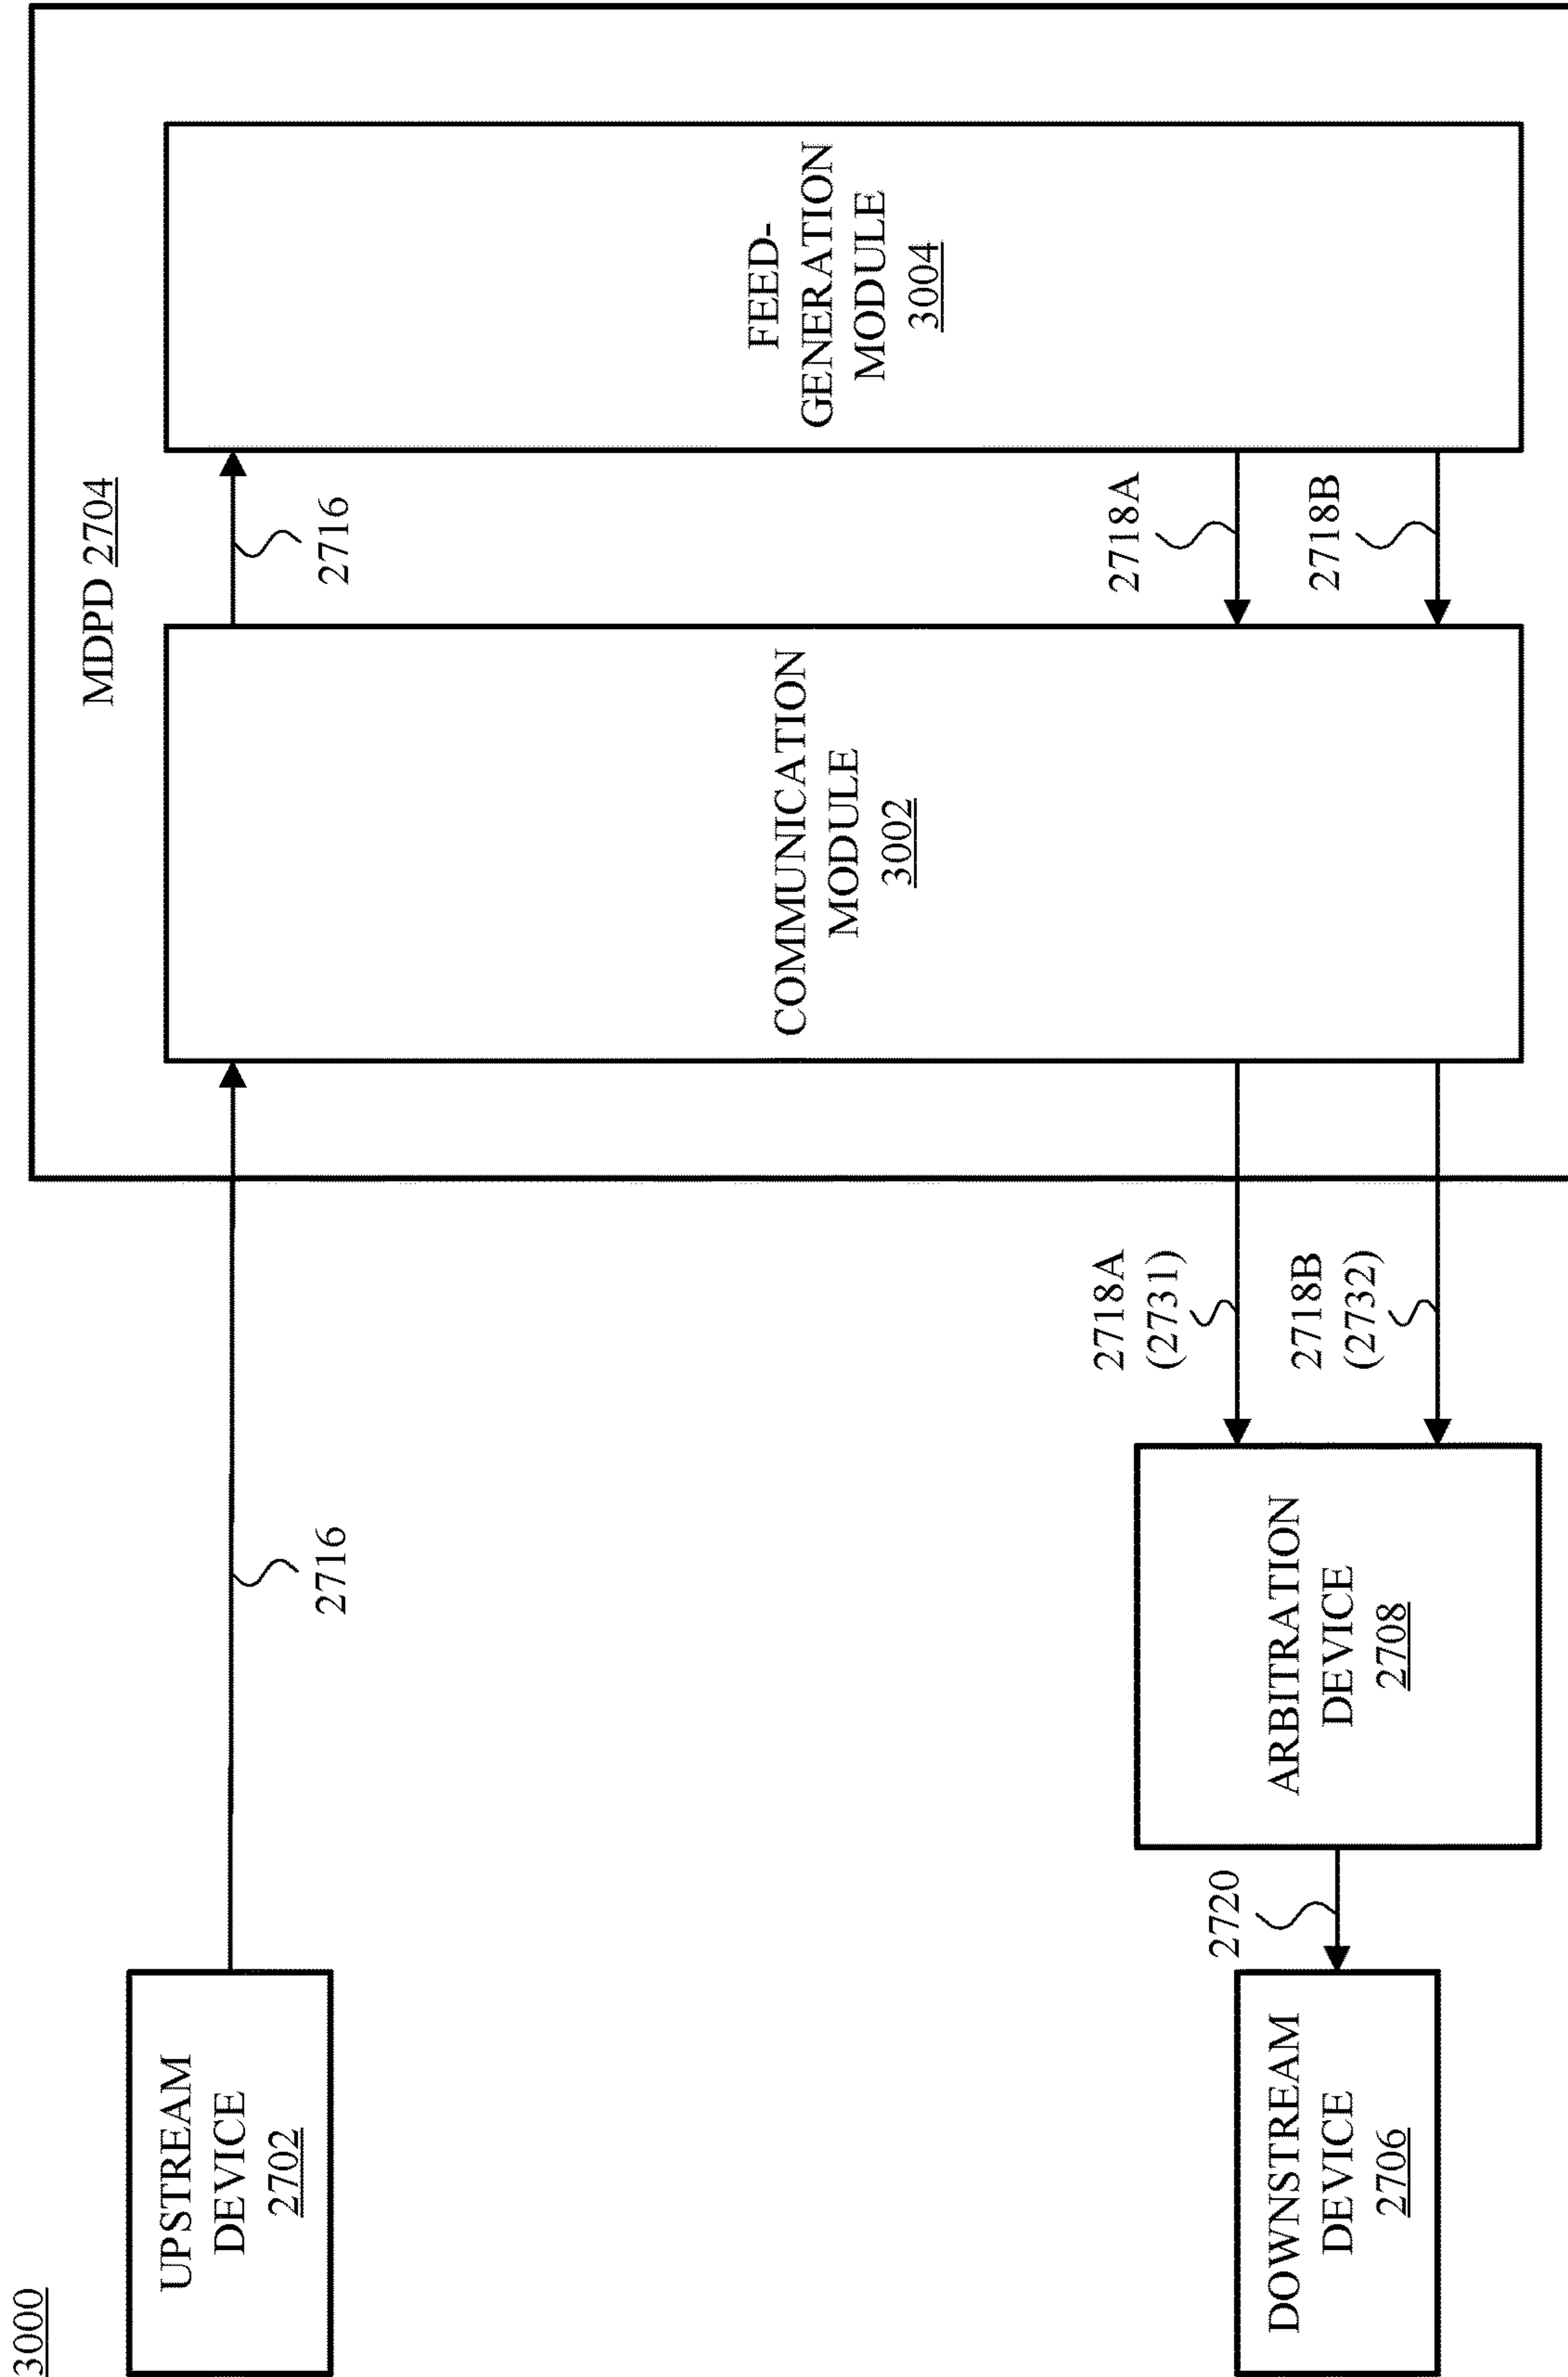 3000
UPSTREAM
DEVICE
2702
2716
MDPD 2704
COMMUNICATION
MODULE
3002
2716
FEED-
GENERATION
MODULE
3004
2718A
2718B
2718A
(2731)
2718B
(2732)
ARBITRATION
DEVICE
2708
2720
DOWNSTREAM
DEVICE
2706